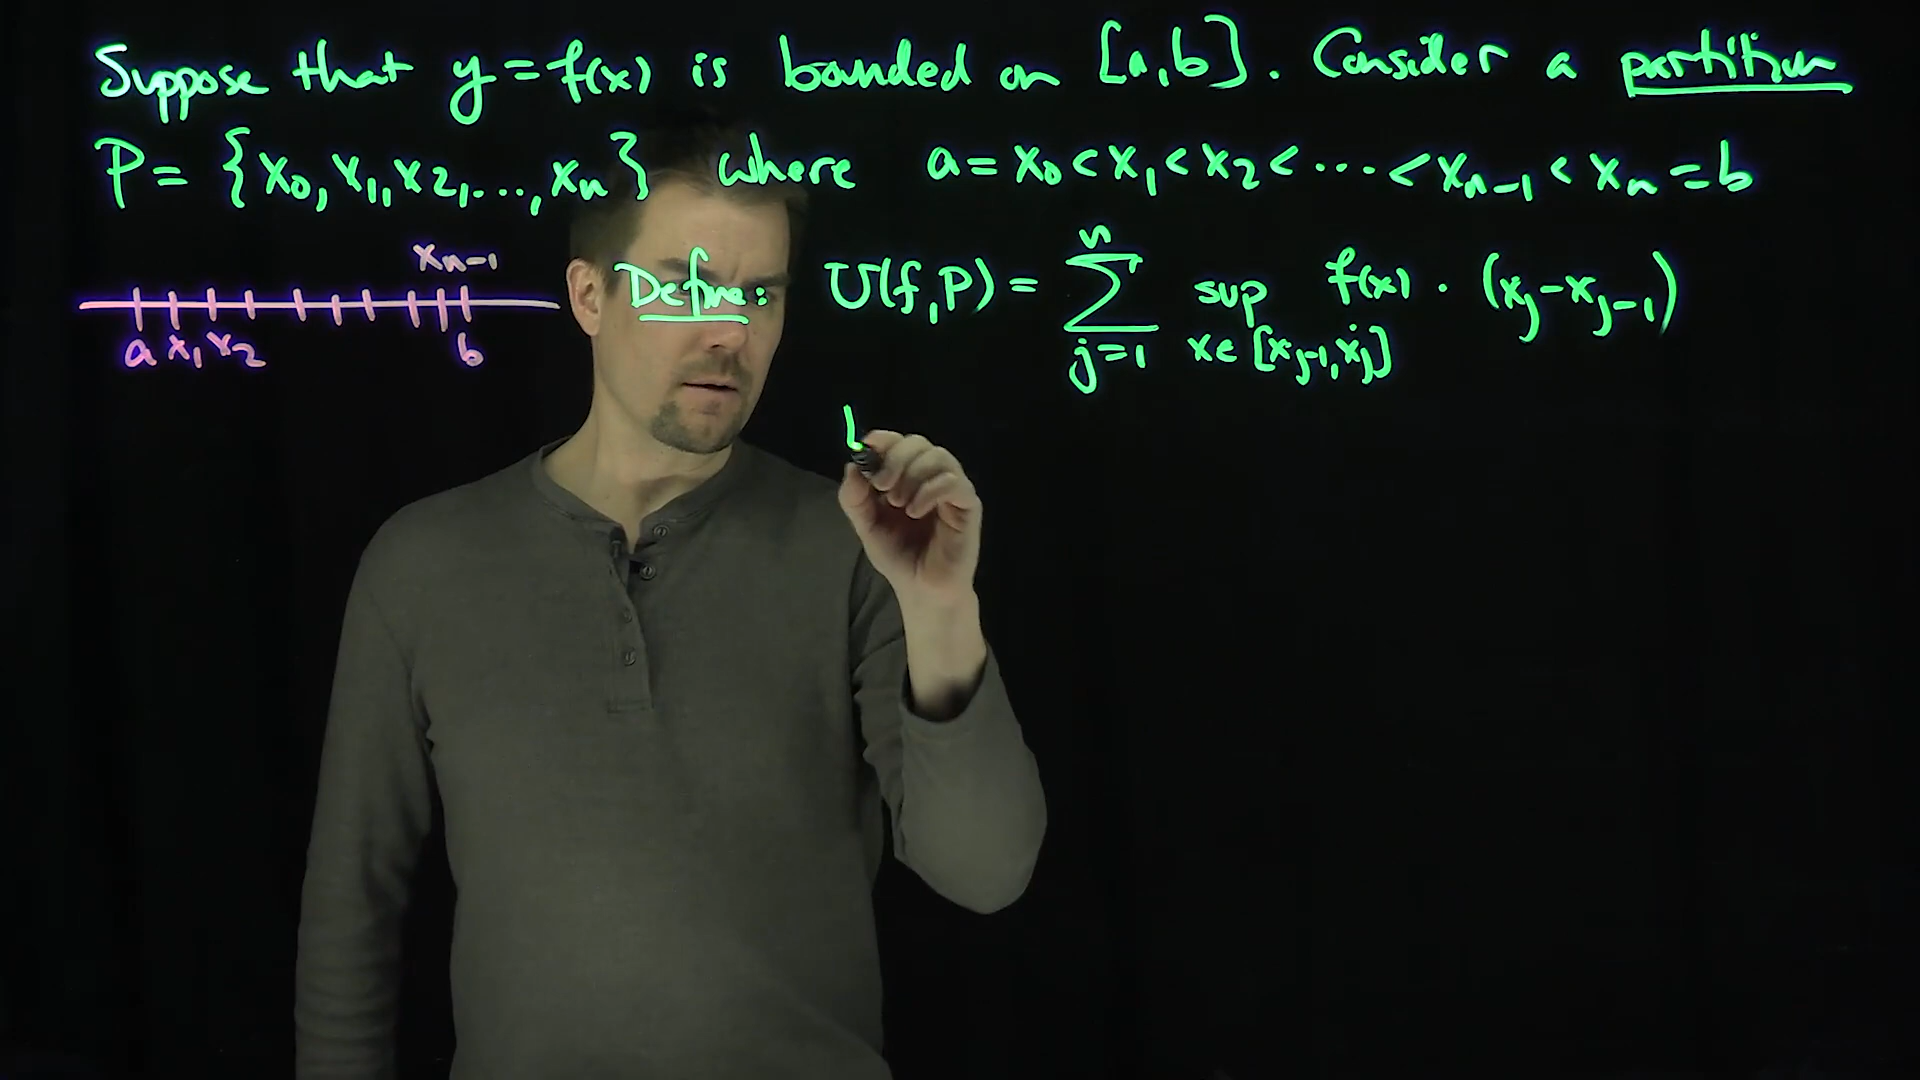 Suppose that y = f(x) is bounded on [a,b]. Consider a partition
P = {x₀, x₁, x₂, ..., xₙ} where a = x₀ < x₁ < x₂ < ⋯ < xₙ₋₁ < xₙ = b
xₙ₋₁
a x₁ x₂ b
Define: U(f,P) = ∑ⁿⱼ₌₁ sup x∈[xⱼ₋₁,xⱼ] f(x) · (xⱼ - xⱼ₋₁)
L